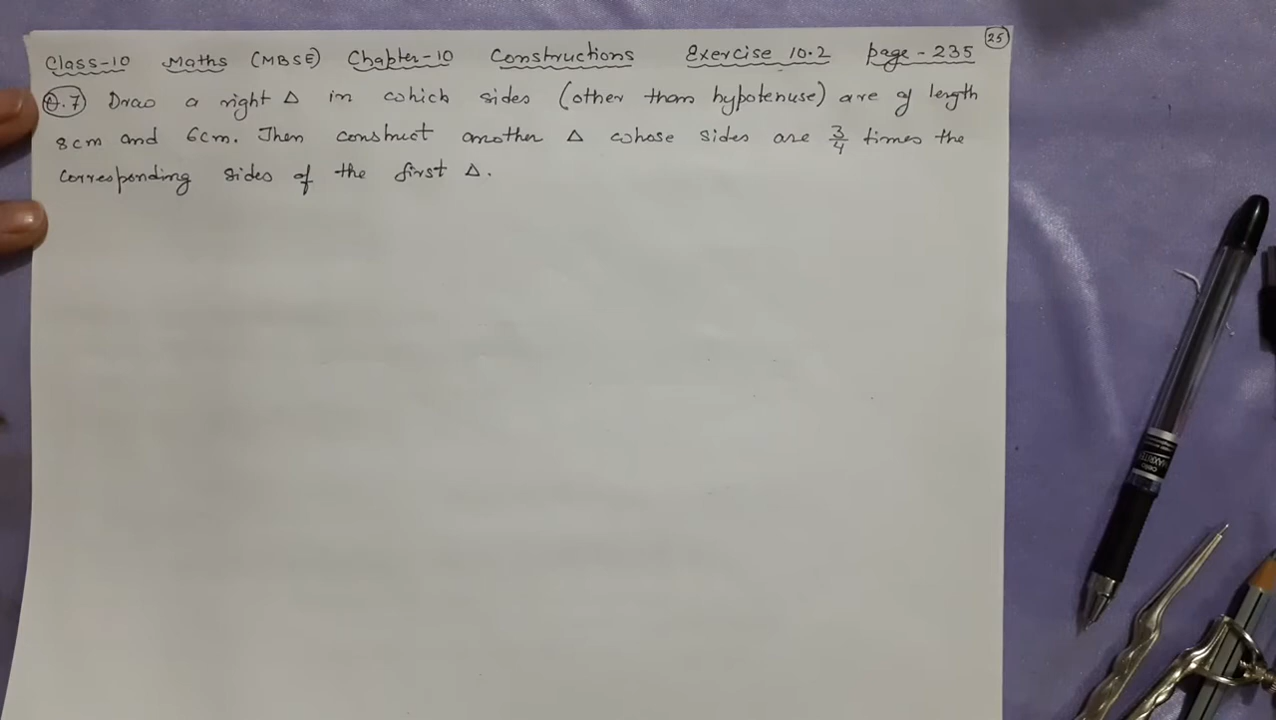 25
Class-10 Maths (MBSE) Chapter-10 Constructions Exercise 10.2 page-235
Q.7 Draw a right Δ in which sides (other than hypotenuse) are of length
8cm and 6cm. Then construct another Δ whose sides are 3/4 times the
corresponding sides of the first Δ.